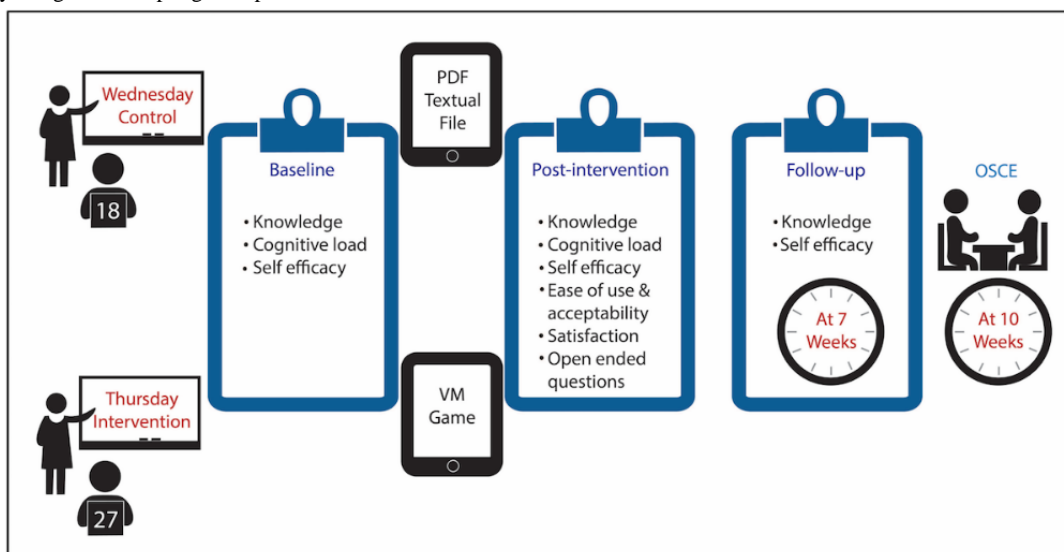 Wednesday
Control
18
Thursday
Intervention
27
Baseline
• Knowledge
• Cognitive load
• Self efficacy
PDF
Textual
File
VM
Game
Post-intervention
• Knowledge
• Cognitive load
• Self efficacy
• Ease of use &
acceptability
• Satisfaction
• Open ended
questions
Follow-up
• Knowledge
• Self efficacy
At 7
Weeks
OSCE
At 10
Weeks